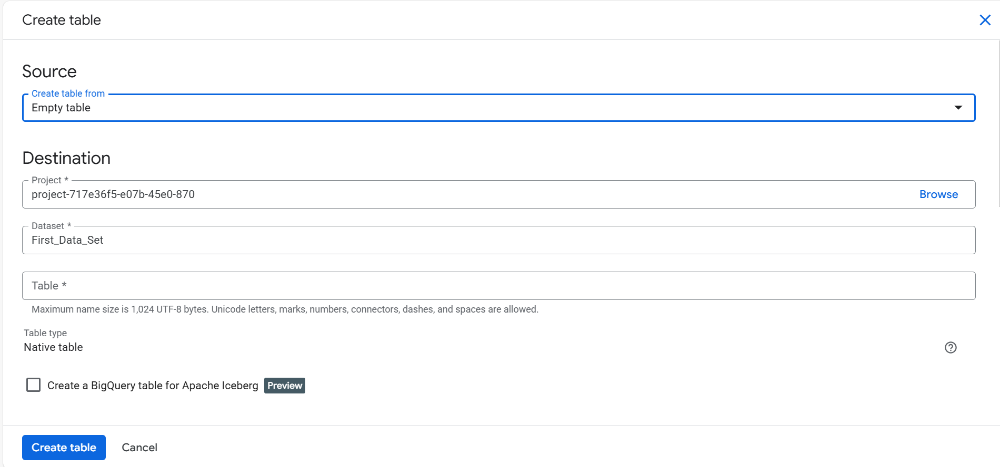 Create table
Source
Create table from
Empty table
Destination
Project *
project-717e36f5-e07b-45e0-870
Browse
Dataset *
First_Data_Set
Table *
Maximum name size is 1,024 UTF-8 bytes. Unicode letters, marks, numbers, connectors, dashes, and spaces are allowed.
Table type
Native table
Create a BigQuery table for Apache Iceberg Preview
Create table Cancel